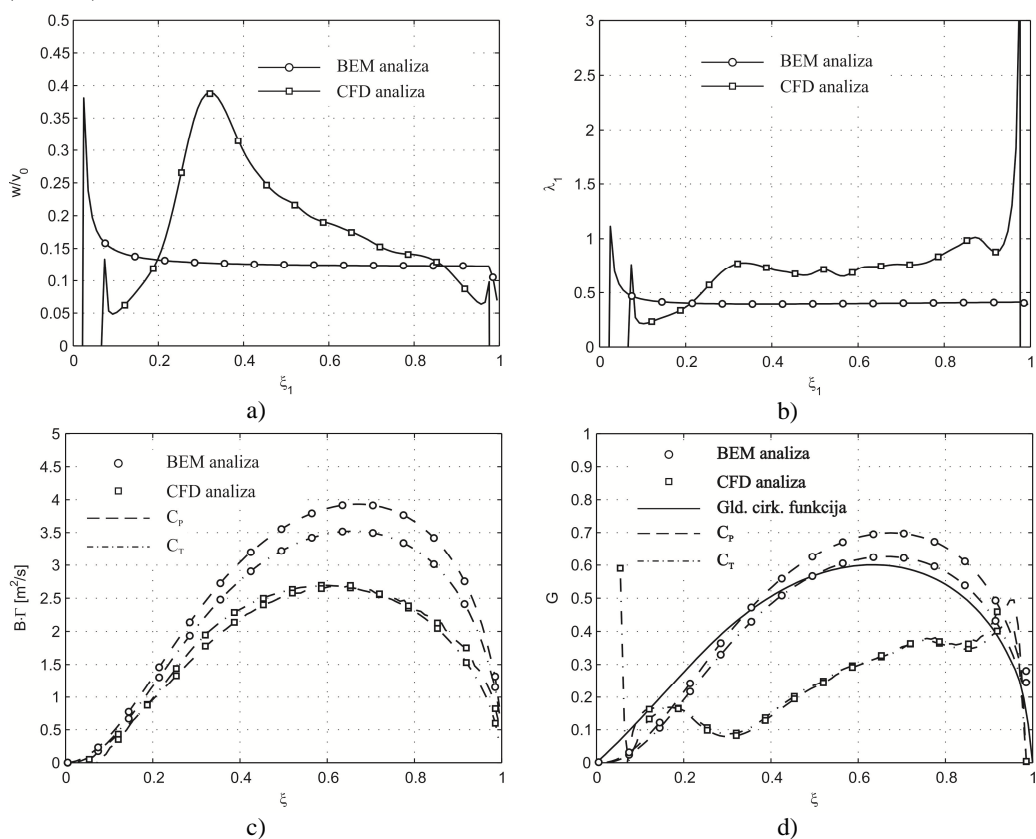 0.5
0.45
0.4
0.35
0.3
0.25
0.2
0.15
0.1
0.05
0
w/v₀
BEM analiza
CFD analiza
0 0.2 0.4 0.6 0.8 1
ξ₁
a)
3
2.5
2
1.5
1
0.5
0
λ₁
BEM analiza
CFD analiza
0 0.2 0.4 0.6 0.8 1
ξ₁
b)
5
4.5
4
3.5
3
2.5
2
1.5
1
0.5
0
B·Γ [m²/s]
BEM analiza
CFD analiza
C_P
C_T
0 0.2 0.4 0.6 0.8 1
ξ
c)
1
0.9
0.8
0.7
0.6
0.5
0.4
0.3
0.2
0.1
0
G
BEM analiza
CFD analiza
Gld. cirk. funkcija
C_P
C_T
0 0.2 0.4 0.6 0.8 1
ξ
d)